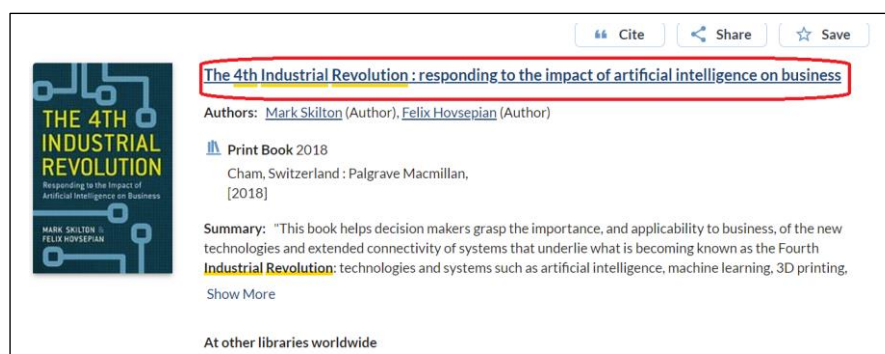 Cite
Share
Save
The 4th Industrial Revolution : responding to the impact of artificial intelligence on business
THE 4TH
INDUSTRIAL
REVOLUTION
Responding to the Impact of
Artificial Intelligence on Business
MARK SKILTON &
FELIX HOVSEPIAN
Authors: Mark Skilton (Author), Felix Hovsepian (Author)
Print Book 2018
Cham, Switzerland : Palgrave Macmillan,
[2018]
Summary: "This book helps decision makers grasp the importance, and applicability to business, of the new
technologies and extended connectivity of systems that underlie what is becoming known as the Fourth
Industrial Revolution: technologies and systems such as artificial intelligence, machine learning, 3D printing,
Show More
At other libraries worldwide